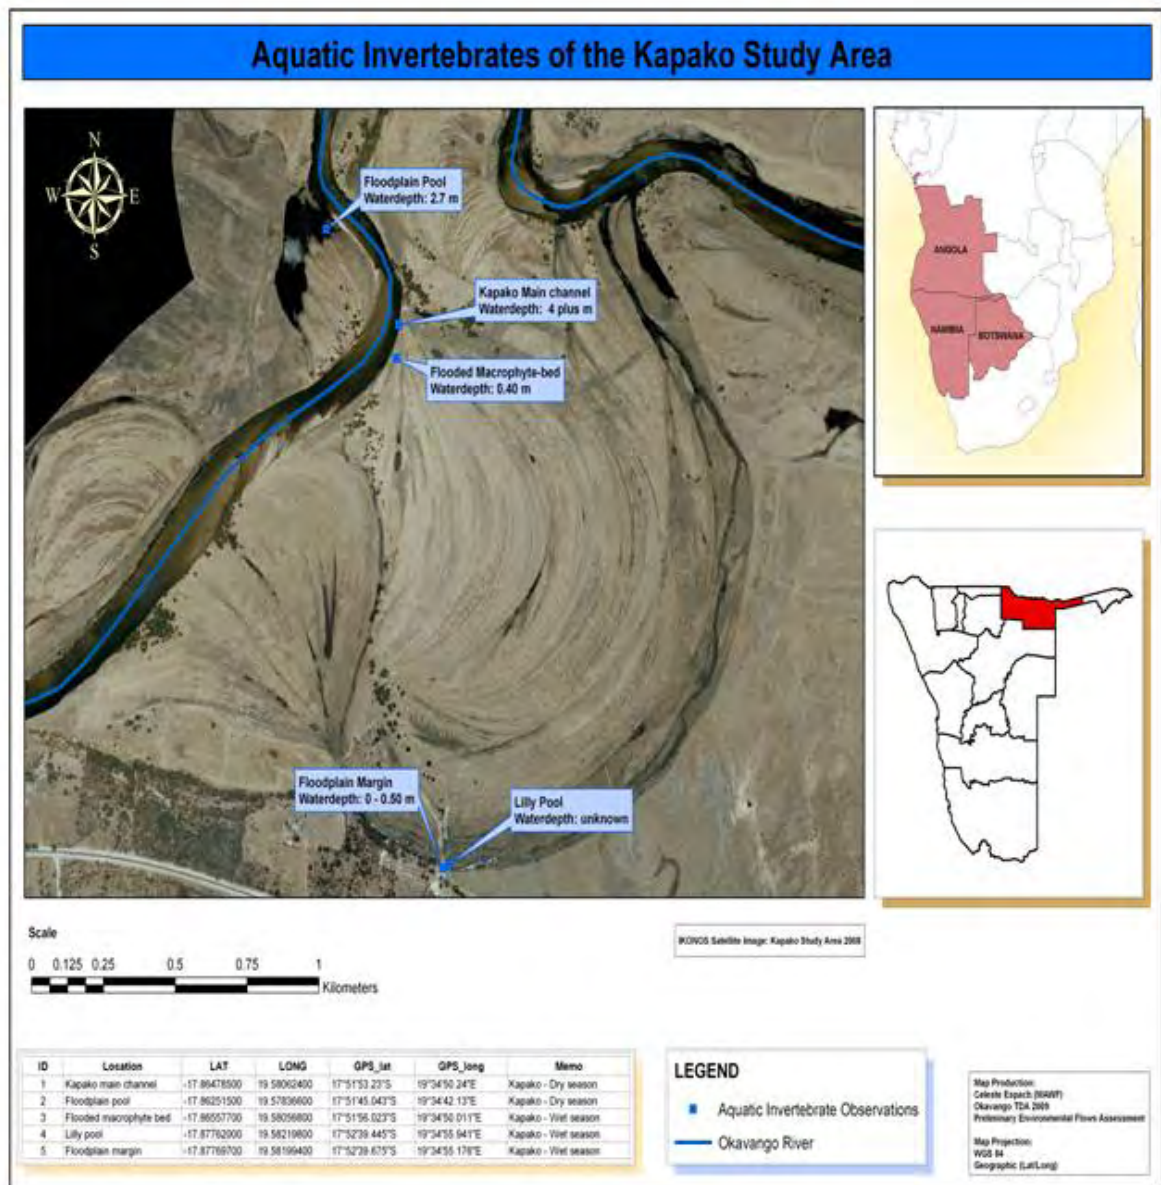 Aquatic Invertebrates of the Kapako Study Area
N
W E
S
Floodplain Pool
Waterdepth: 2.7 m
Kapako Main channel
Waterdepth: 4 plus m
Flooded Macrophyte-bed
Waterdepth: 0.40 m
Floodplain Margin
Waterdepth: 0 - 0.50 m
Lilly Pool
Waterdepth: unknown
ANGOLA
NAMIBIA
BOTSWANA
Scale
0 0.125 0.25 0.5 0.75 1
Kilometers
IKONOS Satellite Image: Kapako Study Area
ID Location LAT LONG GPS_lat GPS_long Memo
1 Kapako main channel -17.86478500 19.58062400 17°51'53.23"S 19°34'50.24"E Kapako - Dry season
2 Floodplain pool -17.86251500 19.57836600 17°51'45.043"S 19°34'42.13"E Kapako - Dry season
3 Flooded macrophyte bed -17.86557700 19.58056800 17°51'56.023"S 19°34'50.011"E Kapako - Wet season
4 Lilly pool -17.87762000 19.58219800 17°52'39.445"S 19°34'55.941"E Kapako - Wet season
5 Floodplain margin -17.87769700 19.58199400 17°52'39.675"S 19°34'55.176"E Kapako - Wet season
LEGEND
Aquatic Invertebrate Observations
Okavango River
Map Production:
Celeste Espach (MAWF)
Okavango TDA 2009
Preliminary Environmental Flows Assessment
Map Projection:
WGS 84
Geographic (Lat/Long)